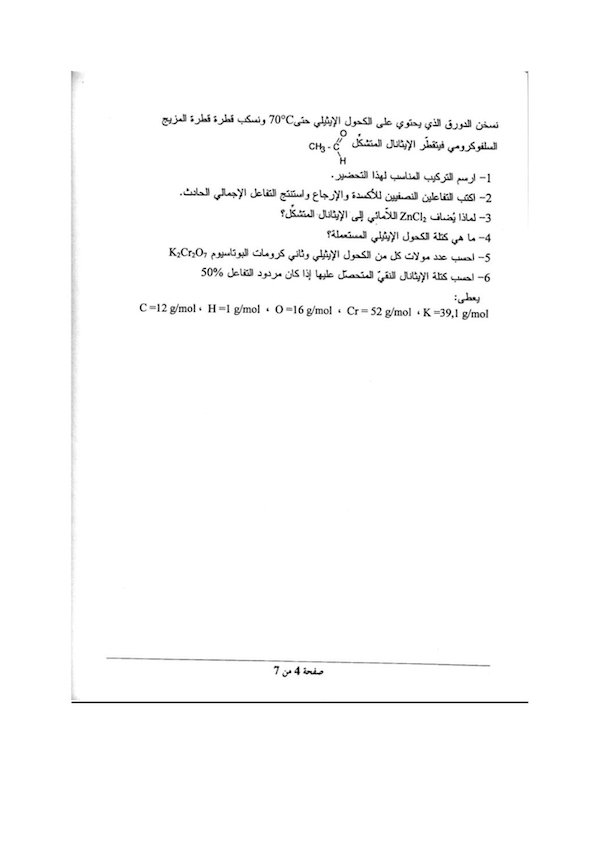 نسخن الدورق الذي يحتوي على الكحول الإيثيلي حتى 70°C ونسكب قطرة قطرة المزيج
السلفوكرومي فيتقطّر الإيثانال المتشكّل CH3 - C O H
1- ارسم التركيب المناسب لهذا التحضير.
2- اكتب التفاعلين النصفيين للأكسدة والإرجاع واستنتج التفاعل الإجمالي الحادث.
3- لماذا يُضاف ZnCl₂ اللّامائي إلى الإيثانال المتشكّل؟
4- ما هي كتلة الكحول الإيثيلي المستعملة؟
5- احسب عدد مولات كل من الكحول الإيثيلي وثاني كرومات البوتاسيوم K₂Cr₂O₇
6- احسب كتلة الإيثانال النقيّ المتحصّل عليها إذا كان مردود التفاعل 50%
يعطى:
C =12 g/mol ، H =1 g/mol ، O =16 g/mol ، Cr = 52 g/mol ، K =39,1 g/mol
صفحة 4 من 7